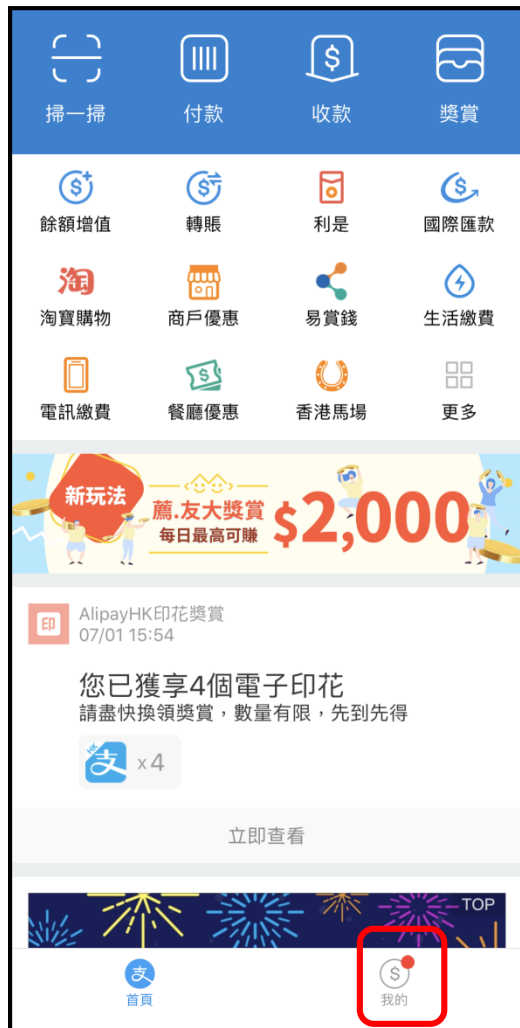 掃一掃 付款 收款 獎賞
餘額增值 轉賬 利是 國際匯款
淘
淘寶購物 商戶優惠 易賞錢 生活繳費
電訊繳費 餐廳優惠 香港馬場 更多
新玩法
薦.友大獎賞
每日最高可賺
$2,000
印
AlipayHK印花獎賞
07/01 15:54
您已獲享4個電子印花
請盡快換領獎賞，數量有限，先到先得
HK
支 x4
立即查看
TOP
支 $
首頁 我的